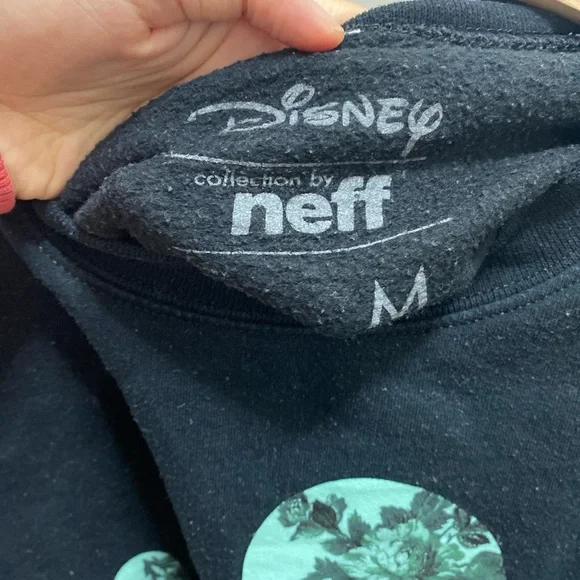 Disney
collection by
neff
M